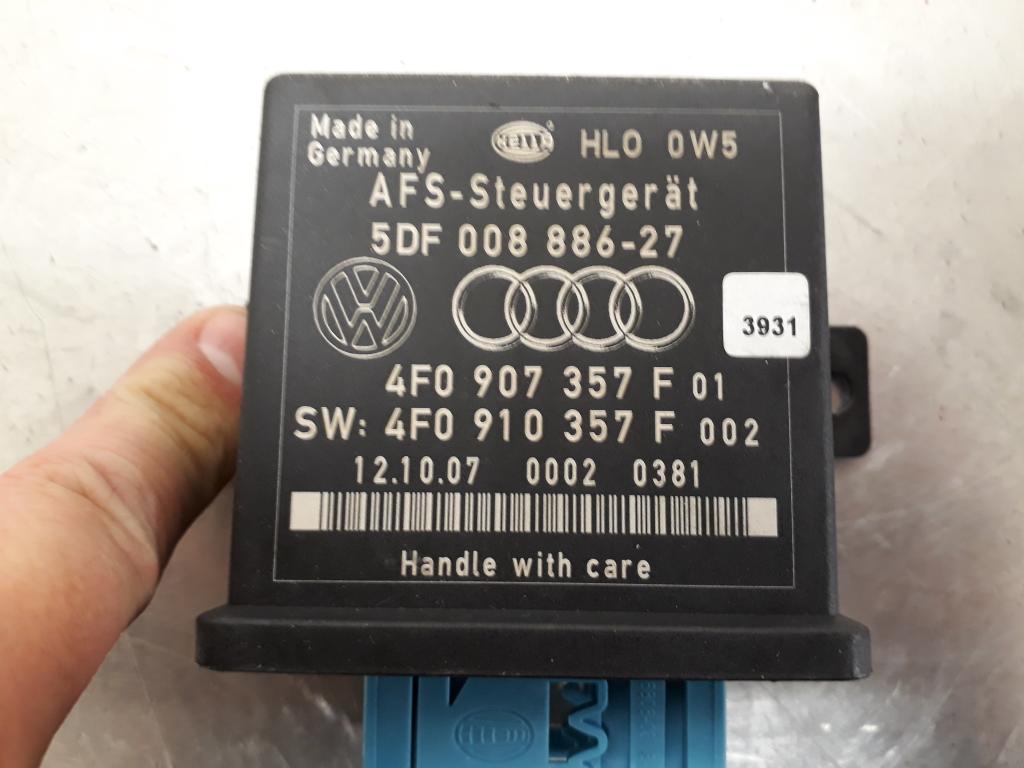 Made in
Germany
HELLA HLO 0W5
AFS-Steuergerät
5DF 008 886-27
3931
4F0 907 357 F 01
SW: 4F0 910 357 F 002
12.10.07 0002 0381
Handle with care
HELLA